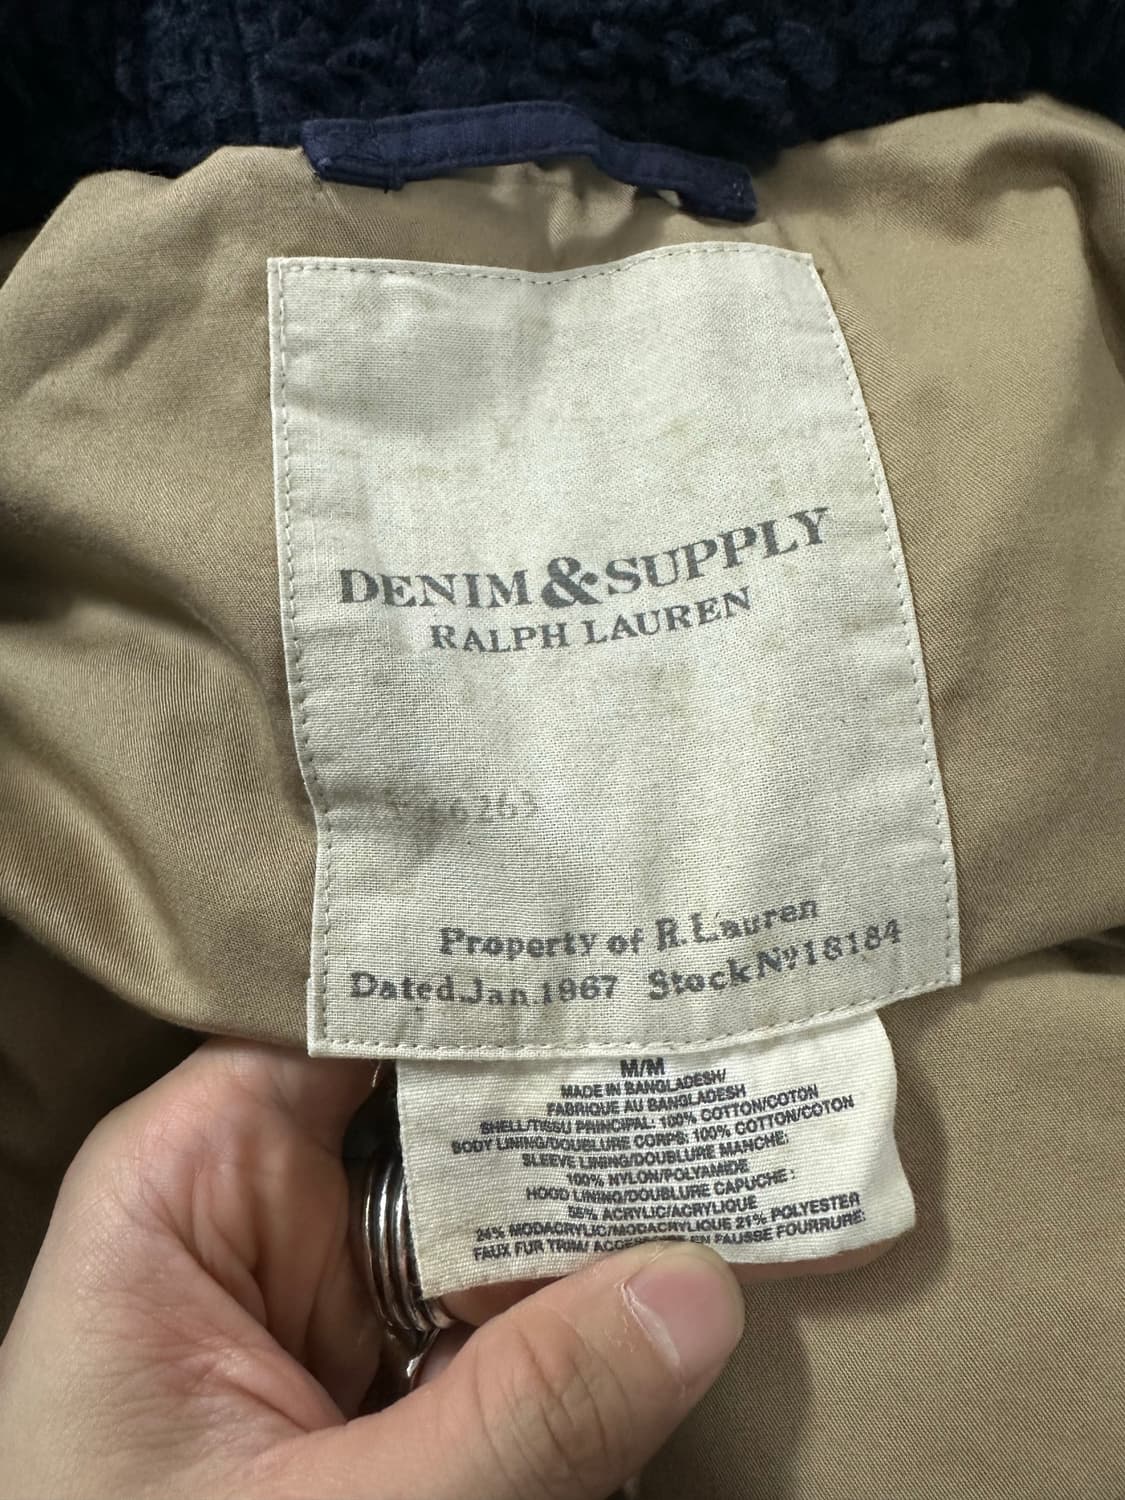 DENIM & SUPPLY
RALPH LAUREN
Property of R. Lauren
Dated Jan. 1967 Stock Nº 18184
M/M
MADE IN BANGLADESH/
FABRIQUE AU BANGLADESH
SHELL/TISSU PRINCIPAL: 100% COTTON/COTON
BODY LINING/DOUBLURE CORPS: 100% COTTON/COTON
SLEEVE LINING/DOUBLURE MANCHE:
100% NYLON/POLYAMIDE
HOOD LINING/DOUBLURE CAPUCHE :
55% ACRYLIC/ACRYLIQUE
24% MODACRYLIC/MODACRYLIQUE 21% POLYESTER
FAUX FUR TRIM/ EN FAUSSE FOURRURE: